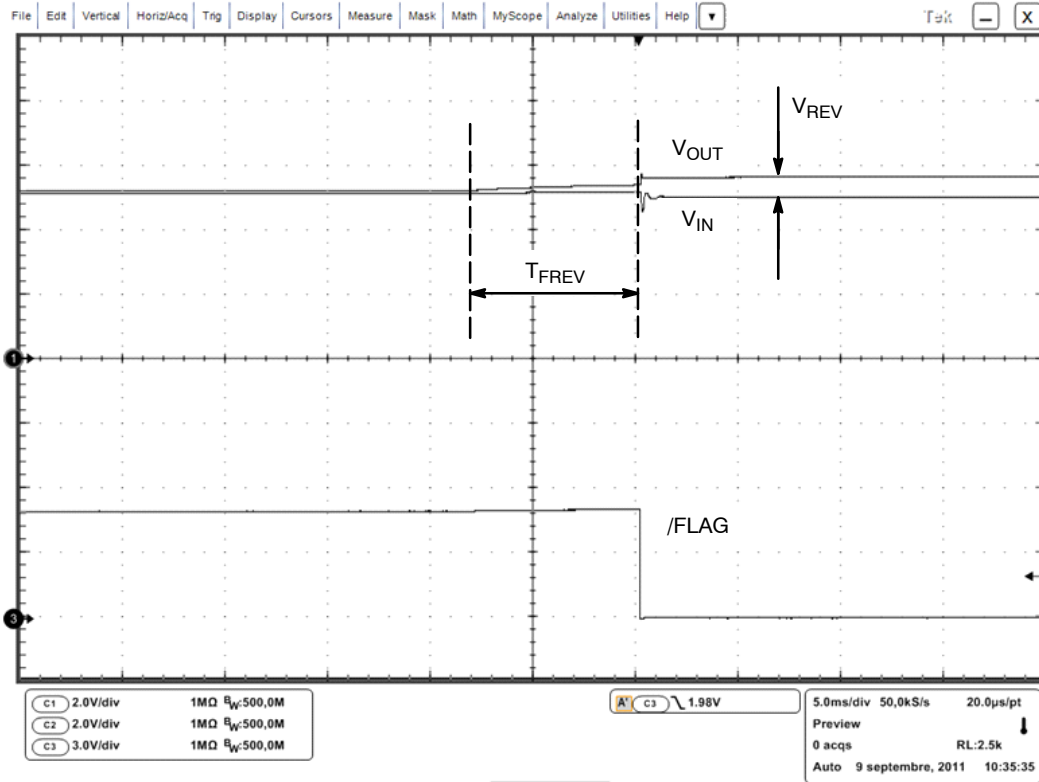 File Edit Vertical Horiz/Acq Trig Display Cursors Measure Mask Math MyScope Analyze Utilities Help Tek X
VREV
VOUT
VIN
TFREV
1
/FLAG
3
C1 2.0V/div 1MΩ BW:500,0M
C2 2.0V/div 1MΩ BW:500,0M
C3 3.0V/div 1MΩ BW:500,0M
A' C3 1.98V
5.0ms/div 50,0kS/s 20.0µs/pt
Preview
0 acqs RL:2.5k
Auto 9 septembre, 2011 10:35:35